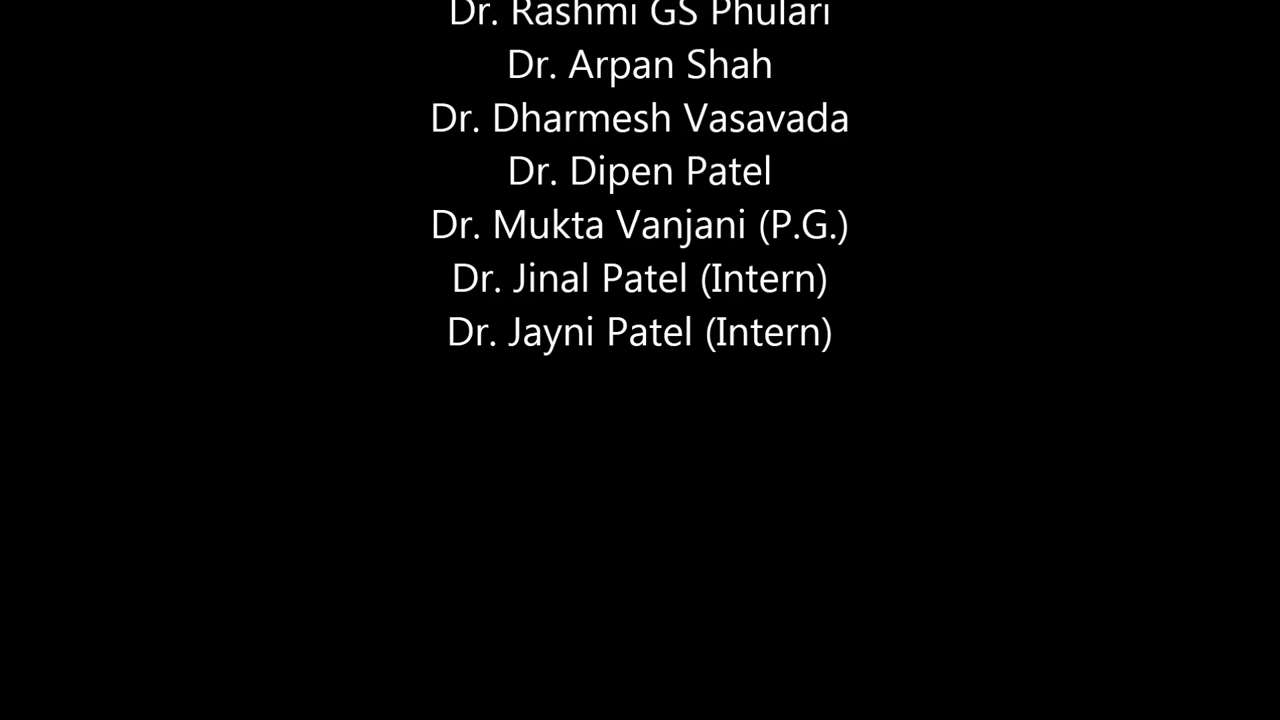 Dr. Rashmi GS Phulari
Dr. Arpan Shah
Dr. Dharmesh Vasavada
Dr. Dipen Patel
Dr. Mukta Vanjani (P.G.)
Dr. Jinal Patel (Intern)
Dr. Jayni Patel (Intern)